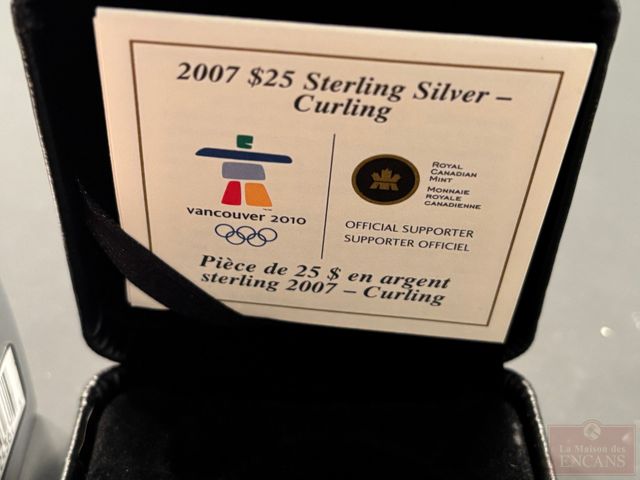 2007 $25 Sterling Silver –
Curling
vancouver 2010
ROYAL
CANADIAN
MINT
MONNAIE
ROYALE
CANADIENNE
OFFICIAL SUPPORTER
SUPPORTER OFFICIEL
Pièce de 25 $ en argent
sterling 2007 – Curling
La Maison des
ENCANS